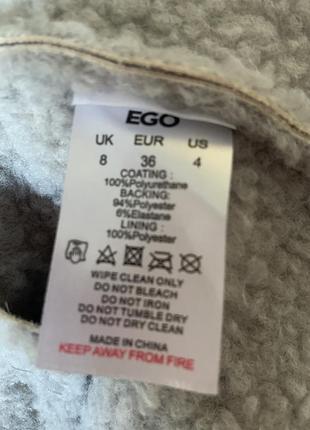 EGO
UK EUR US
8 36 4
COATING :
100%Polyurethane
BACKING:
94%Polyester
6%Elastane
LINING :
100%Polyester
WIPE CLEAN ONLY
DO NOT BLEACH
DO NOT IRON
DO NOT TUMBLE DRY
DO NOT DRY CLEAN
MADE IN CHINA
KEEP AWAY FROM FIRE